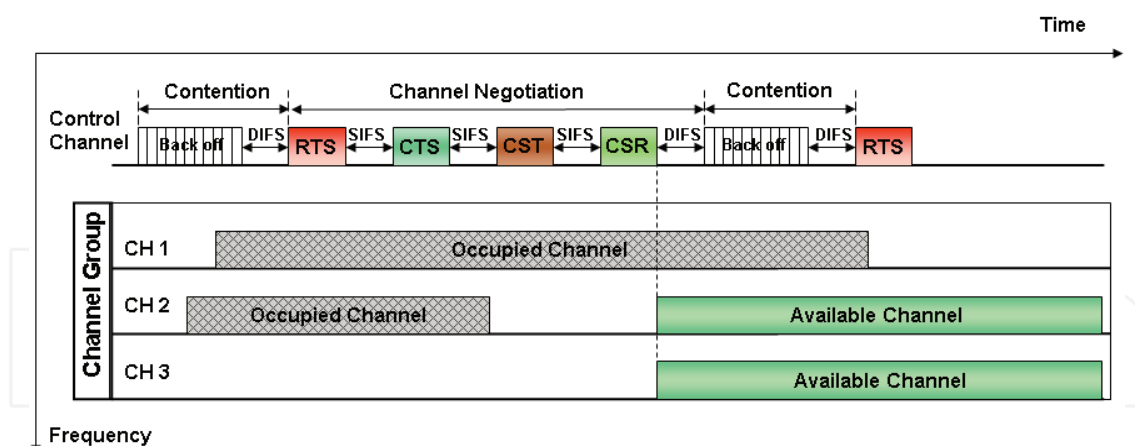 Time
Contention
Channel Negotiation
Contention
Control
Channel
Back off
DIFS
RTS
SIFS
CTS
SIFS
CST
SIFS
CSR
DIFS
Back off
DIFS
RTS
Channel Group
CH 1
Occupied Channel
CH 2
Occupied Channel
Available Channel
CH 3
Available Channel
Frequency